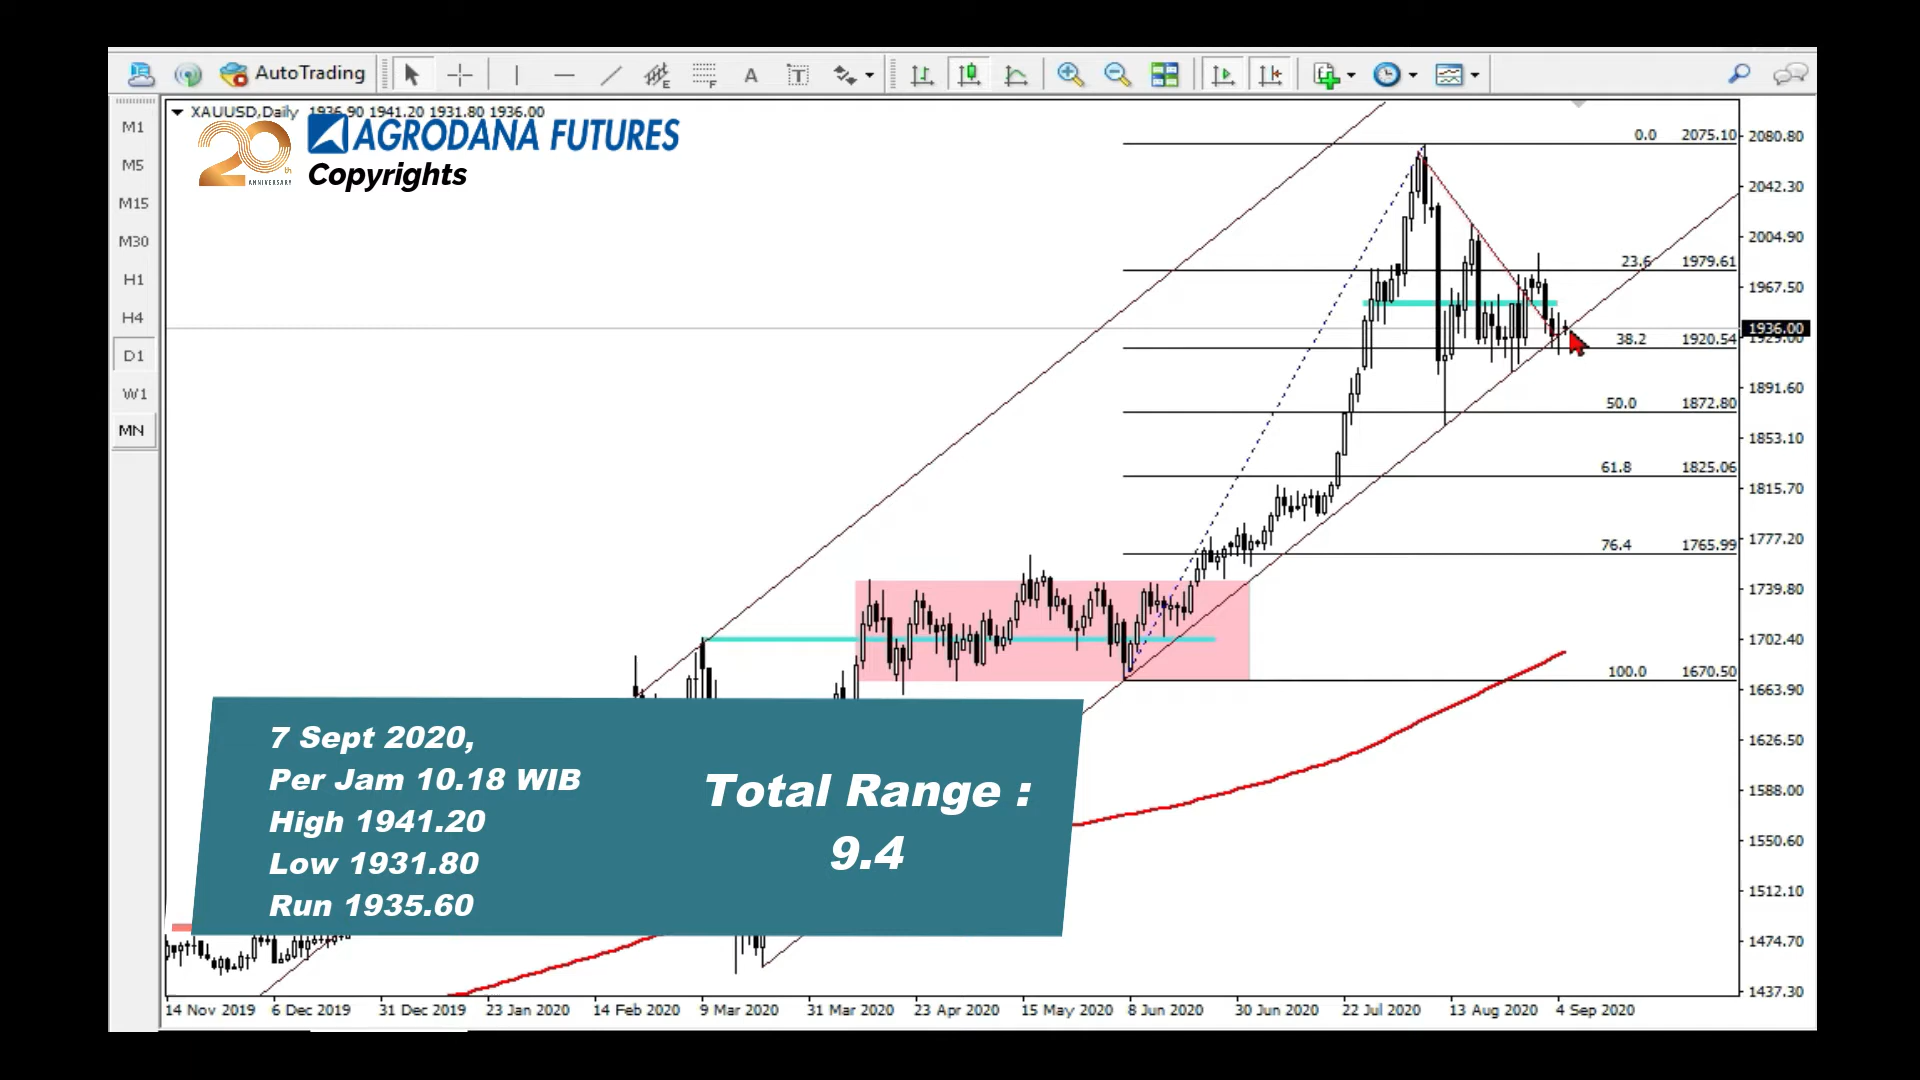 AutoTrading
XAUUSD,Daily 1936.90 1941.20 1931.80 1936.00
20th ANNIVERSARY
AGRODANA FUTURES
Copyrights
M1
M5
M15
M30
H1
H4
D1
W1
MN
0.0 2075.10
23.6 1979.61
38.2 1920.54
50.0 1872.80
61.8 1825.06
76.4 1765.99
100.0 1670.50
2080.80
2042.30
2004.90
1967.50
1936.00
1929.00
1891.60
1853.10
1815.70
1777.20
1739.80
1702.40
1663.90
1626.50
1588.00
1550.60
1512.10
1474.70
1437.30
7 Sept 2020,
Per Jam 10.18 WIB
High 1941.20
Low 1931.80
Run 1935.60
Total Range :
9.4
14 Nov 2019 6 Dec 2019 31 Dec 2019 23 Jan 2020 14 Feb 2020 9 Mar 2020 31 Mar 2020 23 Apr 2020 15 May 2020 8 Jun 2020 30 Jun 2020 22 Jul 2020 13 Aug 2020 4 Sep 2020